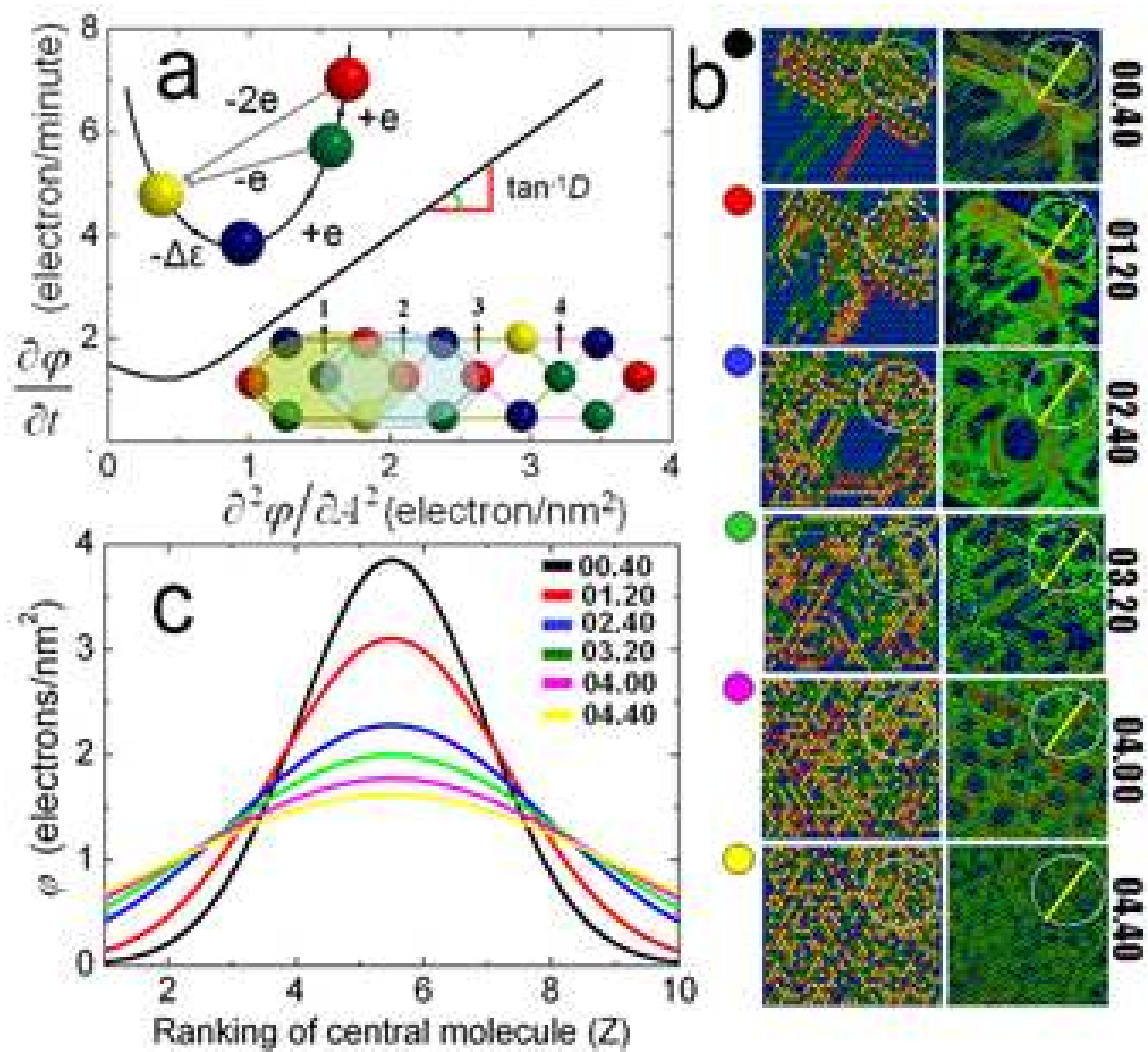 a
∂φ/∂t (electron/minute)
8
6
4
2
0
1
2
3
4
-2e
+e
-e
+e
-Δε
tan⁻¹D
1
2
3
4
∂²φ/∂A² (electron/nm²)
b
00.40
01.20
02.40
03.20
04.00
04.40
c
φ (electrons/nm²)
4
3
2
1
0
00.40
01.20
02.40
03.20
04.00
04.40
2
4
6
8
10
Ranking of central molecule (Z)